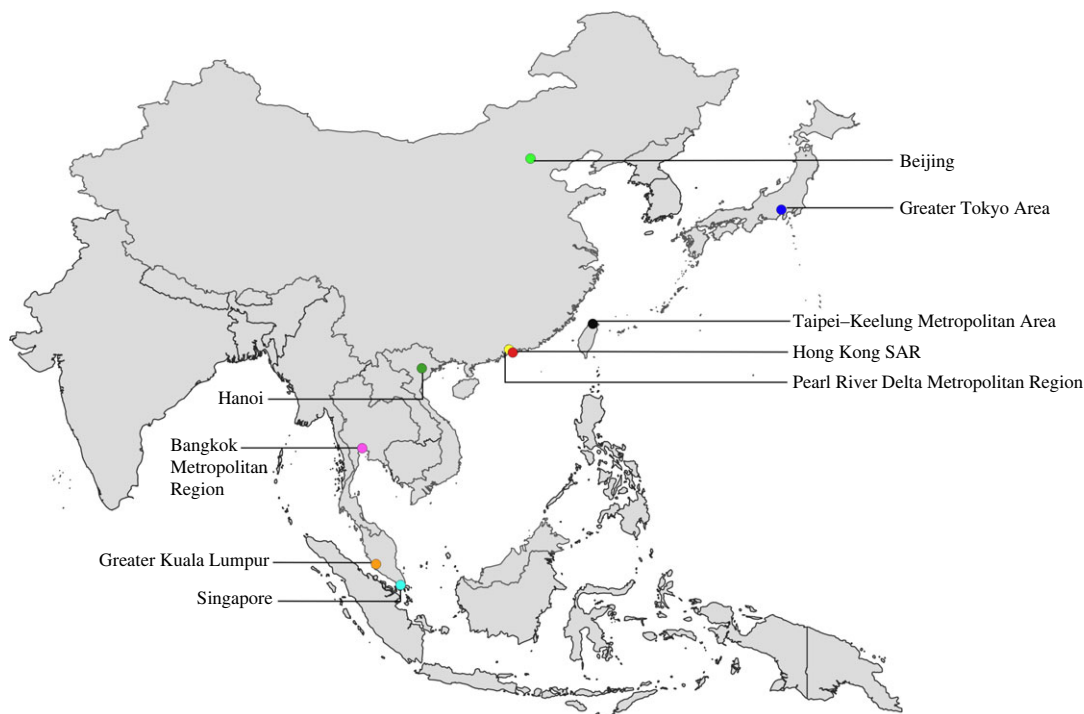 Beijing
Greater Tokyo Area
Taipei–Keelung Metropolitan Area
Hong Kong SAR
Pearl River Delta Metropolitan Region
Hanoi
Bangkok
Metropolitan
Region
Greater Kuala Lumpur
Singapore